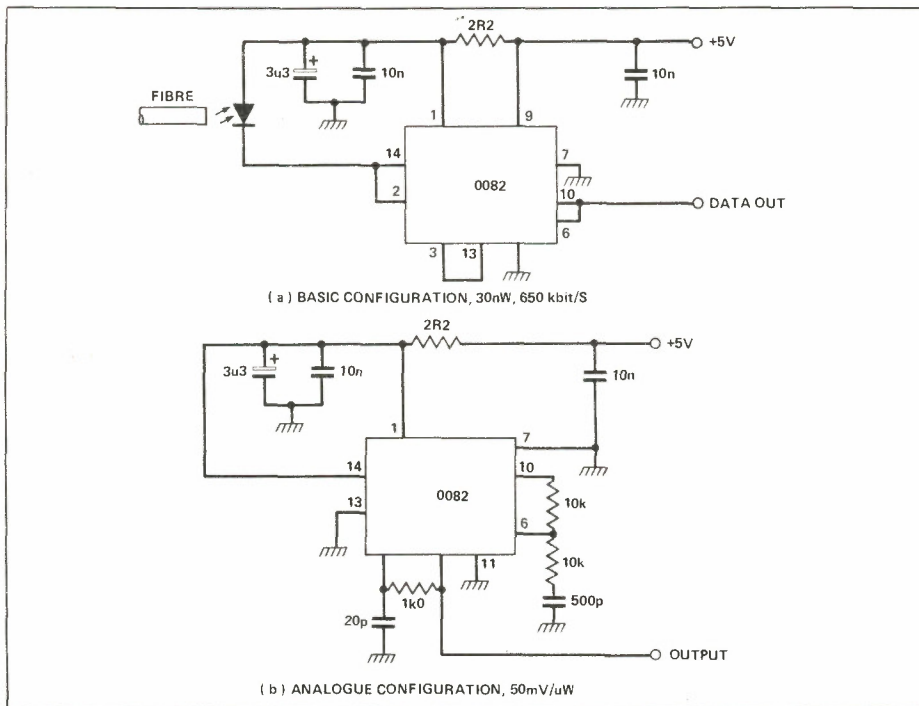 2R2
+5V
3u3
+
10n
10n
FIBRE
1
9
14
7
0082
2
10
DATA OUT
6
3
13
( a ) BASIC CONFIGURATION, 30nW, 650 kbit/S
2R2
+5V
3u3
+
10n
10n
1
7
14
10
0082
10k
13
6
11
10k
1k0
500p
20p
OUTPUT
( b ) ANALOGUE CONFIGURATION, 50mV/uW